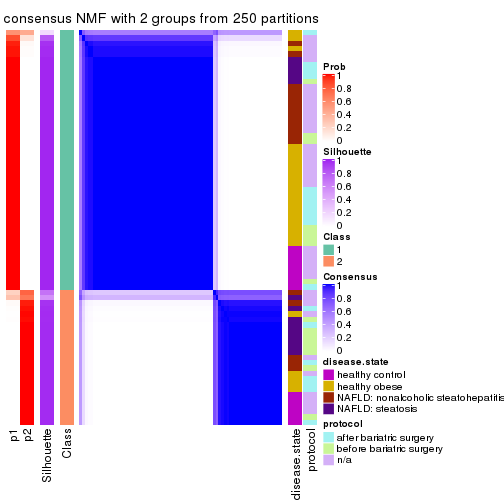 consensus NMF with 2 groups from 250 partitions
Prob
1
0.8
0.6
0.4
0.2
0
Silhouette
1
0.8
0.6
0.4
0.2
0
Class
1
2
Consensus
1
0.8
0.6
0.4
0.2
0
disease.state
healthy control
healthy obese
NAFLD: nonalcoholic steatohepatitis
NAFLD: steatosis
protocol
after bariatric surgery
before bariatric surgery
n/a
p1
p2
Silhouette
Class
disease.state
protocol